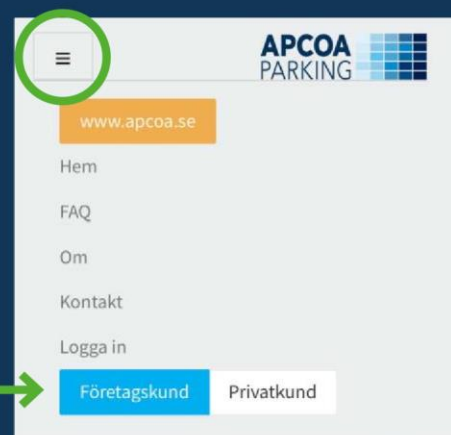 ≡
APCOA
PARKING
www.apcoa.se
Hem
FAQ
Om
Kontakt
Logga in
Företagskund Privatkund